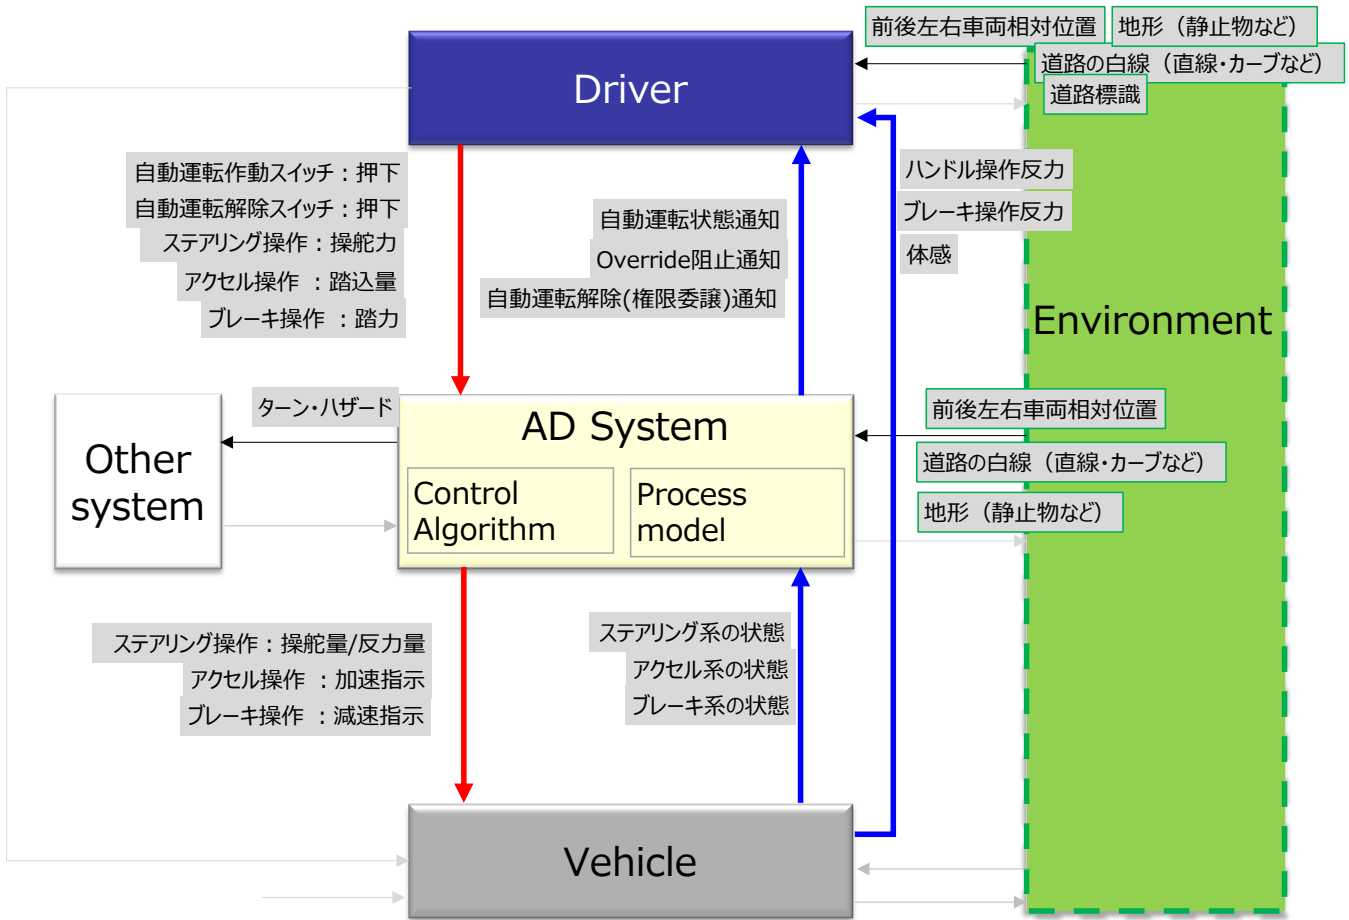 前後左右車両相対位置
地形（静止物など）
道路の白線（直線・カーブなど）
道路標識
Driver
自動運転作動スイッチ：押下
自動運転解除スイッチ：押下
ステアリング操作：操舵力
アクセル操作 ：踏込量
ブレーキ操作 ：踏力
自動運転状態通知
Override阻止通知
自動運転解除(権限委譲)通知
ハンドル操作反力
ブレーキ操作反力
体感
Environment
ターン・ハザード
Other
system
AD System
Control
Algorithm
Process
model
前後左右車両相対位置
道路の白線（直線・カーブなど）
地形（静止物など）
ステアリング操作：操舵量/反力量
アクセル操作 ：加速指示
ブレーキ操作 ：減速指示
ステアリング系の状態
アクセル系の状態
ブレーキ系の状態
Vehicle